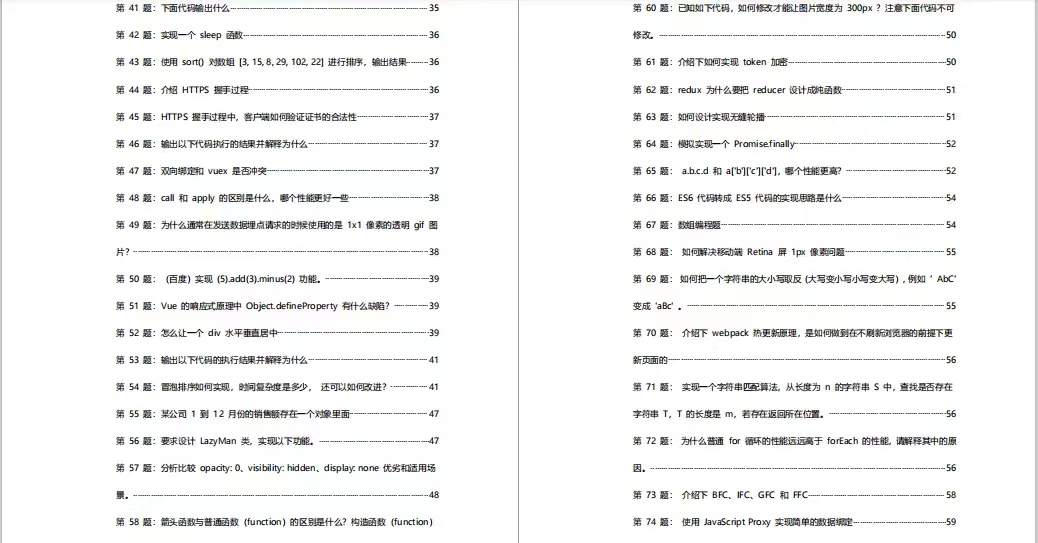 第 41 题：下面代码输出什么 35
第 42 题：实现一个 sleep 函数 36
第 43 题：使用 sort() 对数组 [3, 15, 8, 29, 102, 22] 进行排序，输出结果 36
第 44 题：介绍 HTTPS 握手过程 36
第 45 题：HTTPS 握手过程中，客户端如何验证证书的合法性 37
第 46 题：输出以下代码执行的结果并解释为什么 37
第 47 题：双向绑定和 vuex 是否冲突 37
第 48 题：call 和 apply 的区别是什么，哪个性能更好一些 38
第 49 题：为什么通常在发送数据埋点请求的时候使用的是 1x1 像素的透明 gif 图
片？ 38
第 50 题：（百度）实现 (5).add(3).minus(2) 功能。 39
第 51 题：Vue 的响应式原理中 Object.defineProperty 有什么缺陷？ 39
第 52 题：怎么让一个 div 水平垂直居中 39
第 53 题：输出以下代码的执行结果并解释为什么 41
第 54 题：冒泡排序如何实现，时间复杂度是多少， 还可以如何改进？ 41
第 55 题：某公司 1 到 12 月份的销售额存在一个对象里面 47
第 56 题：要求设计 LazyMan 类，实现以下功能。 47
第 57 题：分析比较 opacity: 0、visibility: hidden、display: none 优劣和适用场
景。 48
第 58 题：箭头函数与普通函数（function）的区别是什么？构造函数（function）
第 60 题：已知如下代码，如何修改才能让图片宽度为 300px ？注意下面代码不可
修改。 50
第 61 题：介绍下如何实现 token 加密 50
第 62 题：redux 为什么要把 reducer 设计成纯函数 51
第 63 题：如何设计实现无缝轮播 51
第 64 题：模拟实现一个 Promise.finally 52
第 65 题： a.b.c.d 和 a['b']['c']['d']，哪个性能更高？ 52
第 66 题：ES6 代码转成 ES5 代码的实现思路是什么 54
第 67 题：数组编程题 54
第 68 题： 如何解决移动端 Retina 屏 1px 像素问题 55
第 69 题： 如何把一个字符串的大小写取反（大写变小写小写变大写），例如 ’ AbC'
变成 'aBc' 。 55
第 70 题： 介绍下 webpack 热更新原理，是如何做到在不刷新浏览器的前提下更
新页面的 56
第 71 题： 实现一个字符串匹配算法，从长度为 n 的字符串 S 中，查找是否存在
字符串 T，T 的长度是 m，若存在返回所在位置。 56
第 72 题： 为什么普通 for 循环的性能远远高于 forEach 的性能，请解释其中的原
因。 56
第 73 题： 介绍下 BFC、IFC、GFC 和 FFC 58
第 74 题： 使用 JavaScript Proxy 实现简单的数据绑定 59